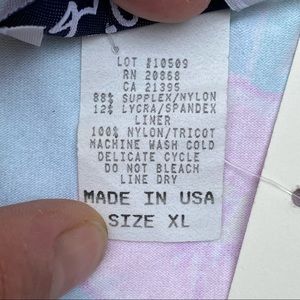 LOT #10509
RN 20868
CA 21395
88% SUPPLEX/NYLON
12% LYCRA/SPANDEX
LINER
100% NYLON/TRICOT
MACHINE WASH COLD
DELICATE CYCLE
DO NOT BLEACH
LINE DRY
MADE IN USA
SIZE XL